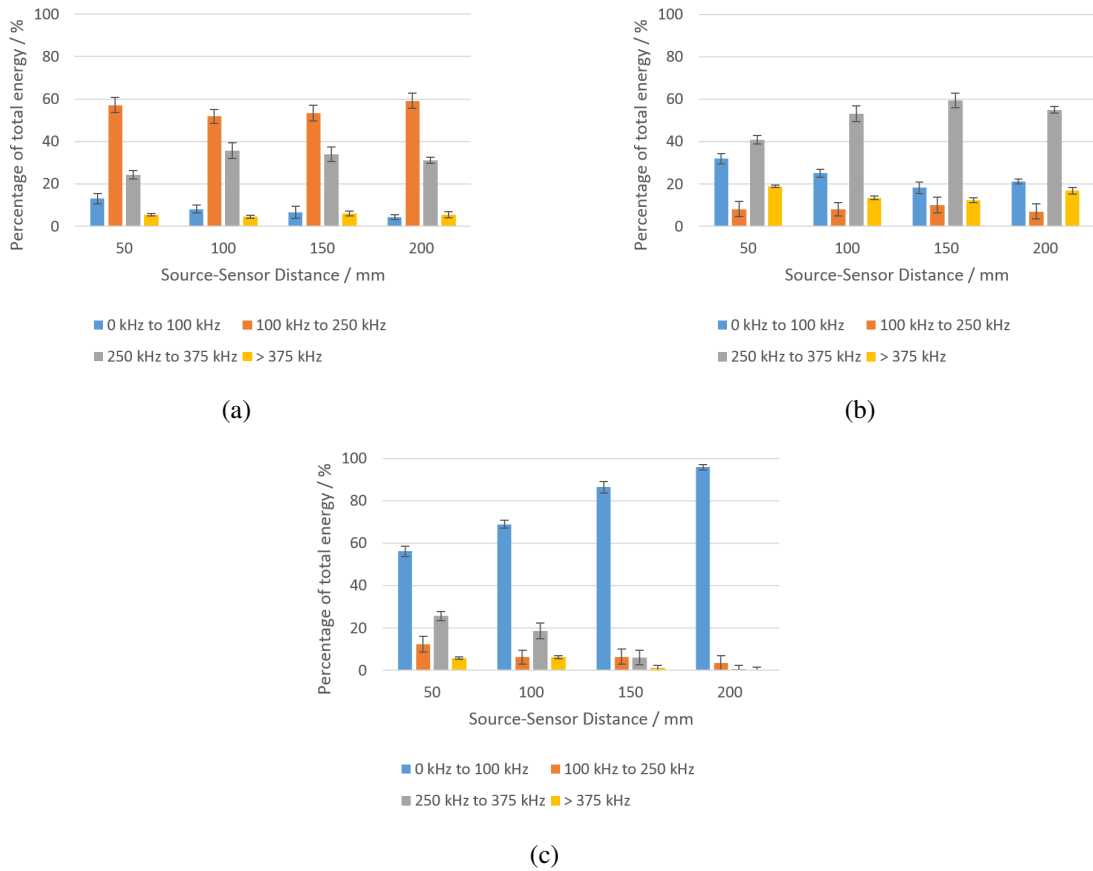 Percentage of total energy / %
100
80
60
40
20
0
50 100 150 200
Source-Sensor Distance / mm
0 kHz to 100 kHz 100 kHz to 250 kHz
250 kHz to 375 kHz > 375 kHz
(a)
Percentage of total energy / %
100
80
60
40
20
0
50 100 150 200
Source-Sensor Distance / mm
0 kHz to 100 kHz 100 kHz to 250 kHz
250 kHz to 375 kHz > 375 kHz
(b)
Percentage of total energy / %
100
80
60
40
20
0
50 100 150 200
Source-Sensor Distance / mm
0 kHz to 100 kHz 100 kHz to 250 kHz
250 kHz to 375 kHz > 375 kHz
(c)